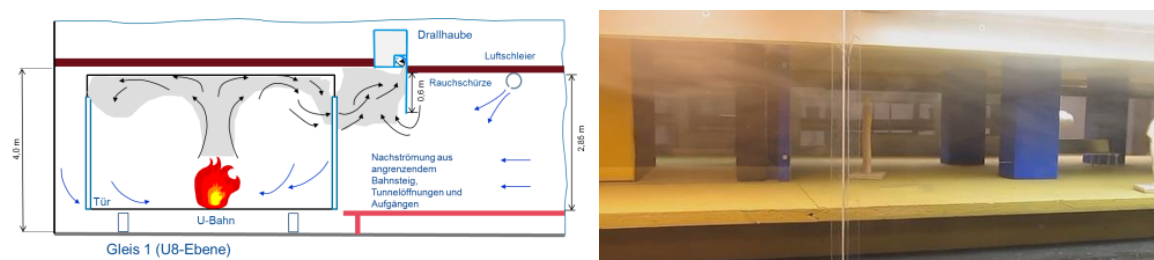 Drallhaube
Luftschleier
Rauchschürze
0,6 m
4,0 m
2,85 m
Nachströmung aus
angrenzendem
Bahnsteig,
Tunnelöffnungen und
Aufgängen
Tür
U-Bahn
Gleis 1 (U8-Ebene)